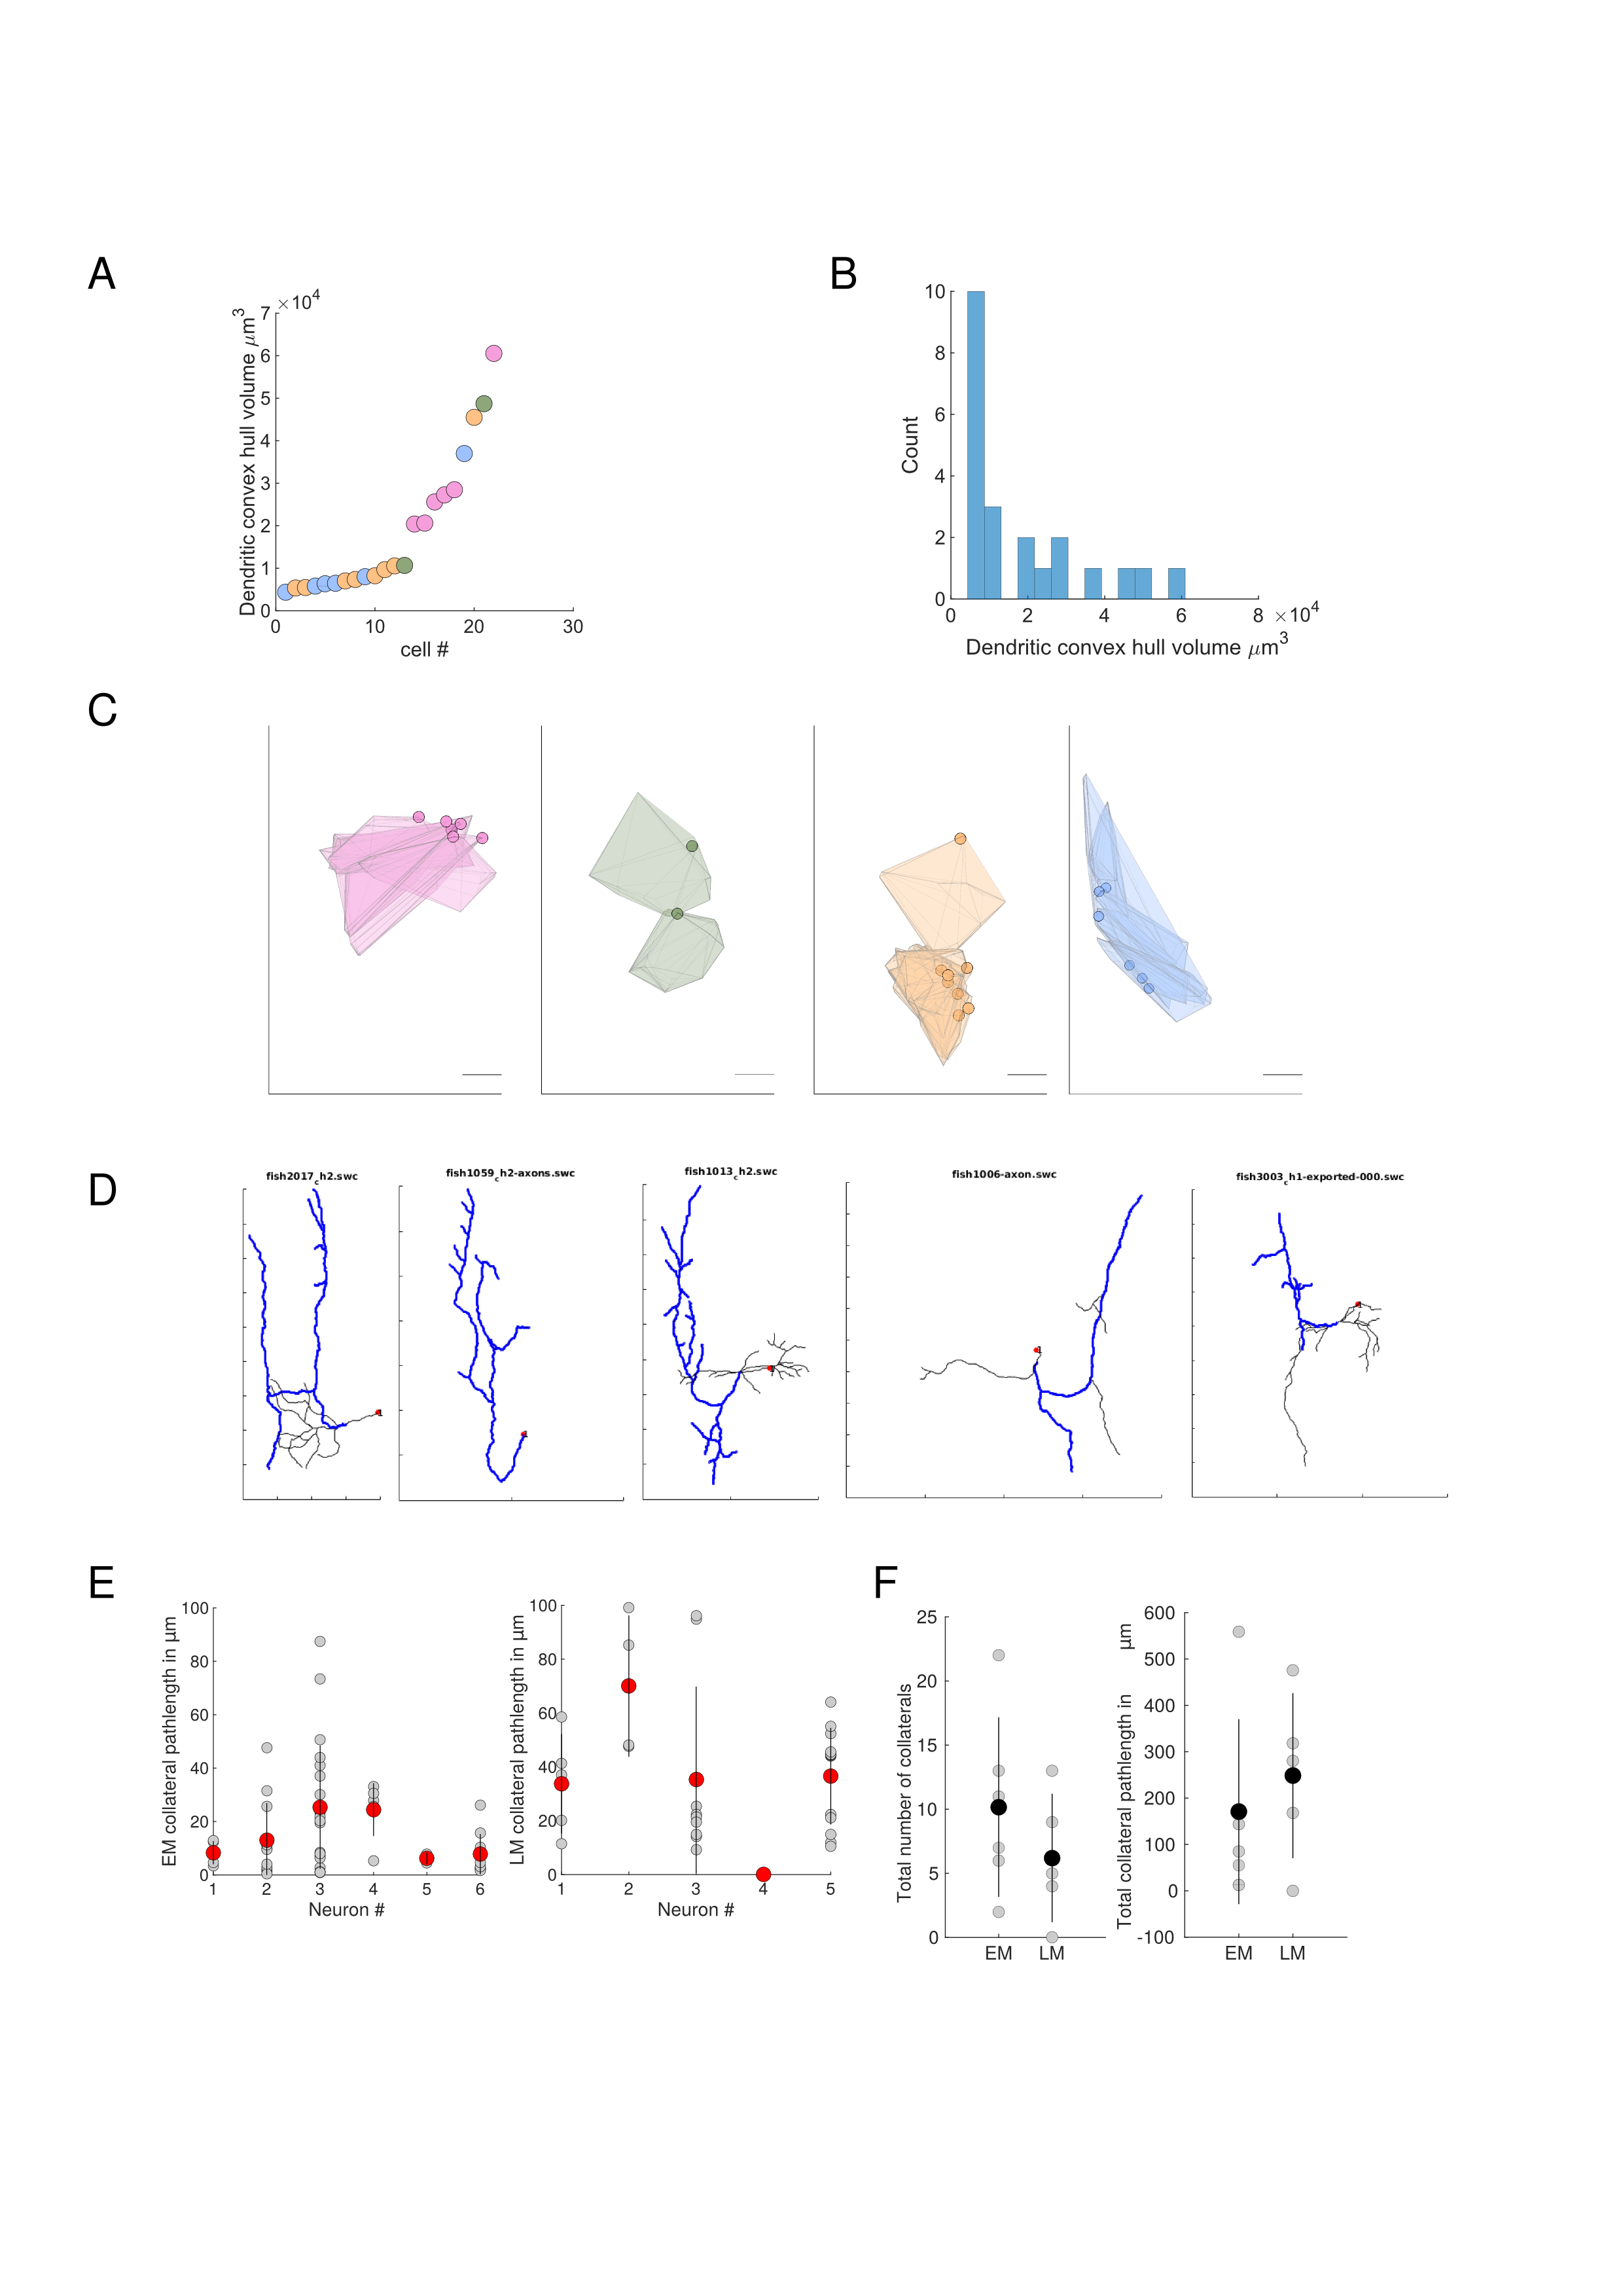 A
7 ×10⁴
6
5
4
3
2
1
0
Dendritic convex hull volume μm³
0 10 20 30
cell #
B
10
8
6
4
2
0
Count
0 2 4 6 8 ×10⁴
Dendritic convex hull volume μm³
C
D
fish2017_ch2.swc
fish1059_ch2-axons.swc
fish1013_ch2.swc
fish1006-axon.swc
fish3003_ch1-exported-000.swc
1
1
1
1
1
E
100
80
60
40
20
0
EM collateral pathlength in μm
1 2 3 4 5 6
Neuron #
100
80
60
40
20
0
LM collateral pathlength in μm
1 2 3 4 5
Neuron #
F
25
20
15
10
5
0
Total number of collaterals
EM LM
600
500
400
300
200
100
0
-100
Total collateral pathlength in μm
EM LM